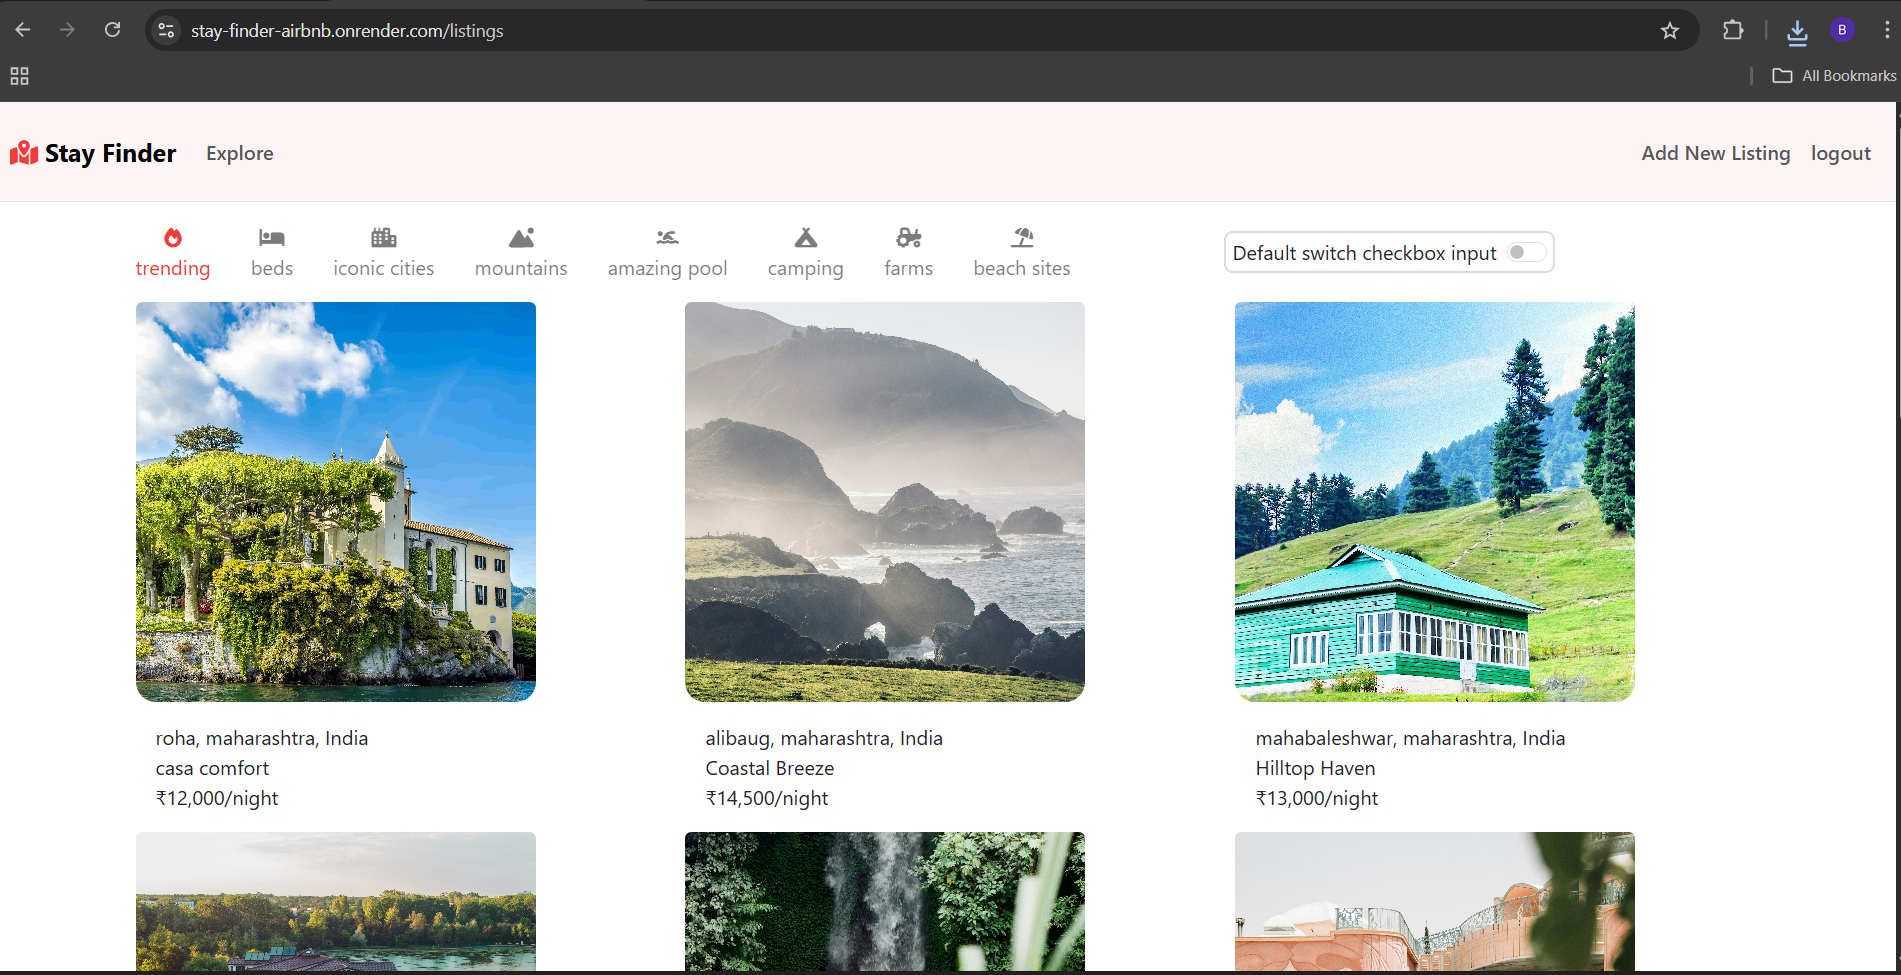 stay-finder-airbnb.onrender.com/listings
B
All Bookmarks
Stay Finder
Explore
Add New Listing
logout
trending
beds
iconic cities
mountains
amazing pool
camping
farms
beach sites
Default switch checkbox input
roha, maharashtra, India
casa comfort
₹12,000/night
alibaug, maharashtra, India
Coastal Breeze
₹14,500/night
mahabaleshwar, maharashtra, India
Hilltop Haven
₹13,000/night